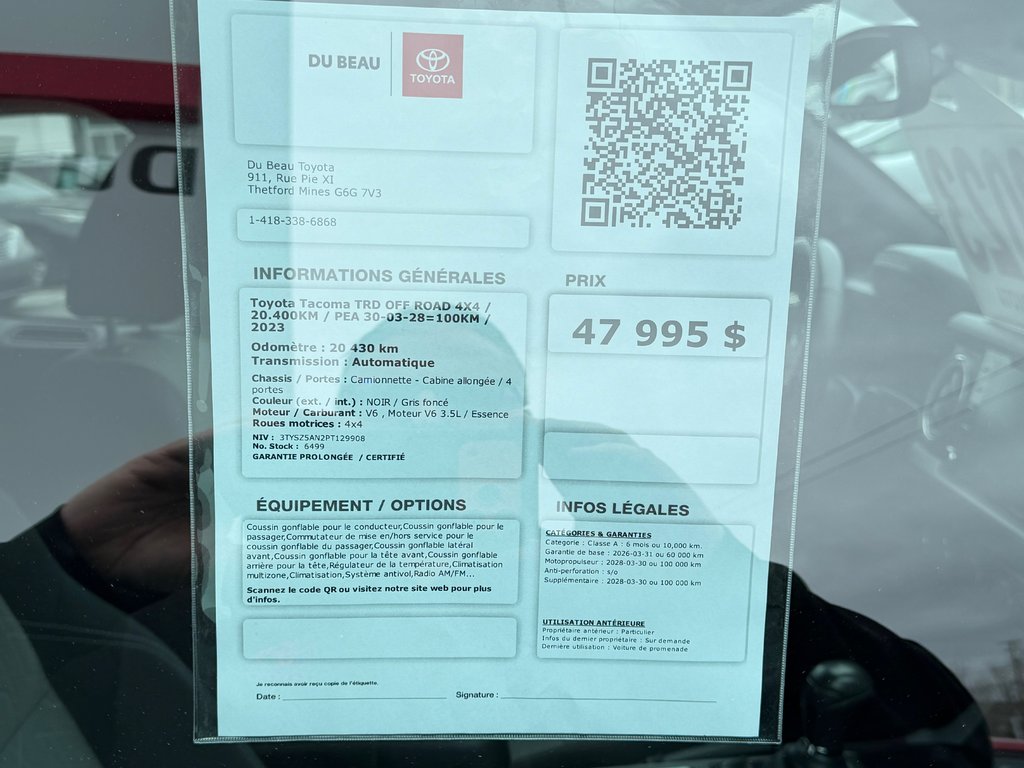 DU BEAU
TOYOTA
Du Beau Toyota
911, Rue Pie XI
Thetford Mines G6G 7V3
1-418-338-6868
INFORMATIONS GÉNÉRALES
Toyota Tacoma TRD OFF ROAD 4X4 /
20.400KM / PEA 30-03-28=100KM /
2023
Odomètre : 20 430 km
Transmission : Automatique
Chassis / Portes : Camionnette - Cabine allongée / 4
portes
Couleur (ext. / int.) : NOIR / Gris foncé
Moteur / Carburant : V6 , Moteur V6 3.5L / Essence
Roues motrices : 4x4
NIV : 3TYSZ5AN2PT129908
No. Stock : 6499
GARANTIE PROLONGÉE / CERTIFIÉ
PRIX
47 995 $
ÉQUIPEMENT / OPTIONS
Coussin gonflable pour le conducteur,Coussin gonflable pour le
passager,Commutateur de mise en/hors service pour le
coussin gonflable du passager,Coussin gonflable latéral
avant,Coussin gonflable pour la tête avant,Coussin gonflable
arrière pour la tête,Régulateur de la température,Climatisation
multizone,Climatisation,Système antivol,Radio AM/FM...
Scannez le code QR ou visitez notre site web pour plus
d'infos.
INFOS LÉGALES
CATÉGORIES & GARANTIES
Categorie : Classe A : 6 mois ou 10,000 km.
Garantie de base : 2026-03-31 ou 60 000 km
Motopropulseur : 2028-03-30 ou 100 000 km
Anti-perforation : s/o
Supplémentaire : 2028-03-30 ou 100 000 km
UTILISATION ANTÉRIEURE
Propriétaire antérieur : Particulier
Infos du dernier propriétaire : Sur demande
Dernière utilisation : Voiture de promenade
Je reconnais avoir reçu copie de l'étiquette.
Date : Signature :